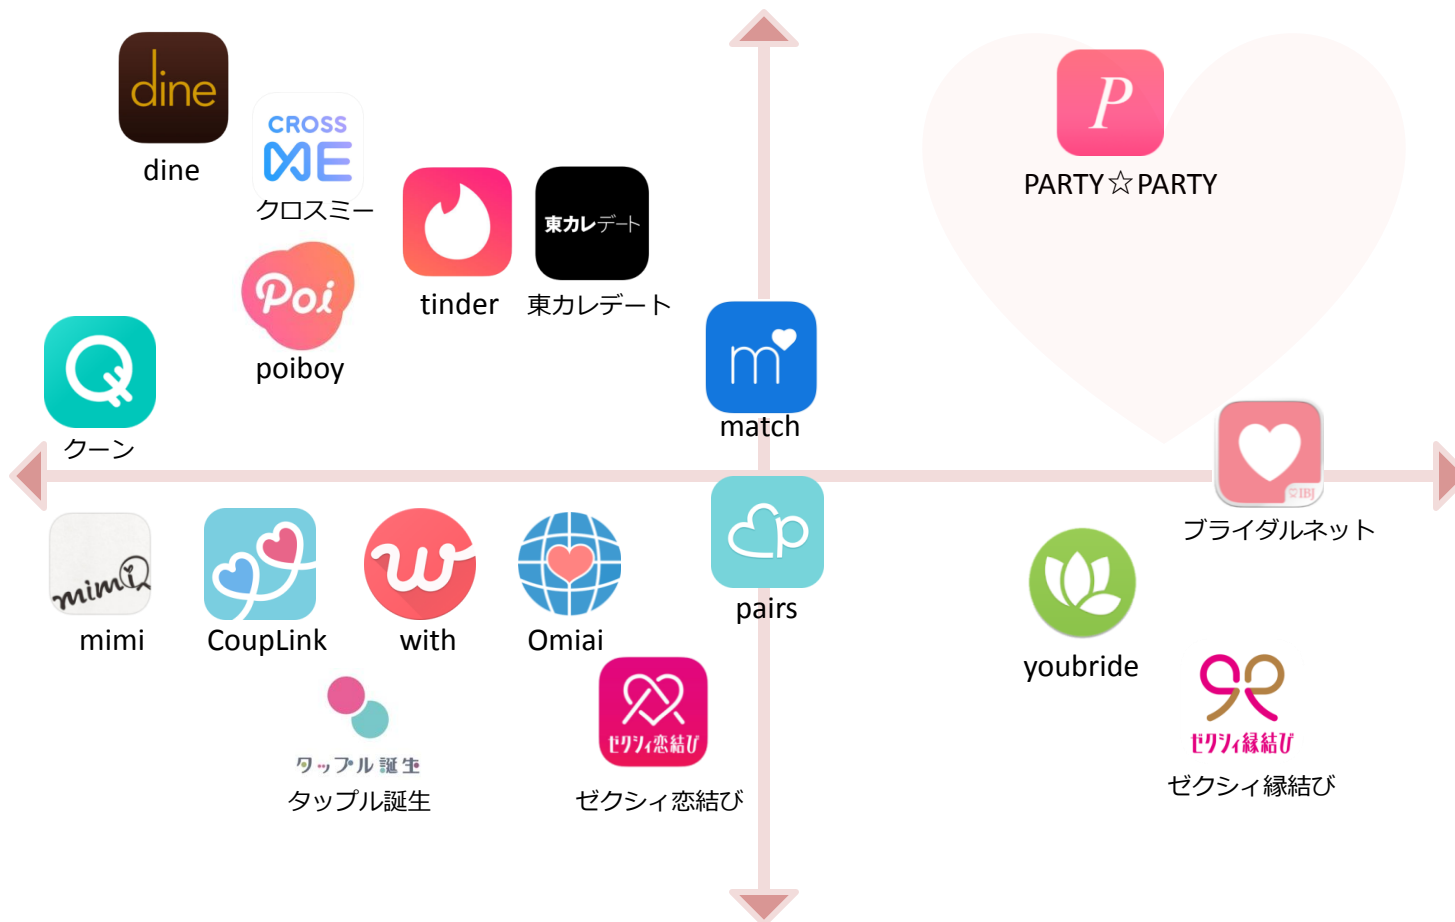 dine
dine
CROSS
ME
クロスミー
Poi
poiboy
tinder
東カレデート
東カレデート
P
PARTY☆PARTY
Q
クーン
m
match
IBJ
ブライダルネット
mimi
mimi
CoupLink
w
with
Omiai
p
pairs
youbride
タップル誕生
タップル誕生
ゼクシィ恋結び
ゼクシィ恋結び
ゼクシィ縁結び
ゼクシィ縁結び